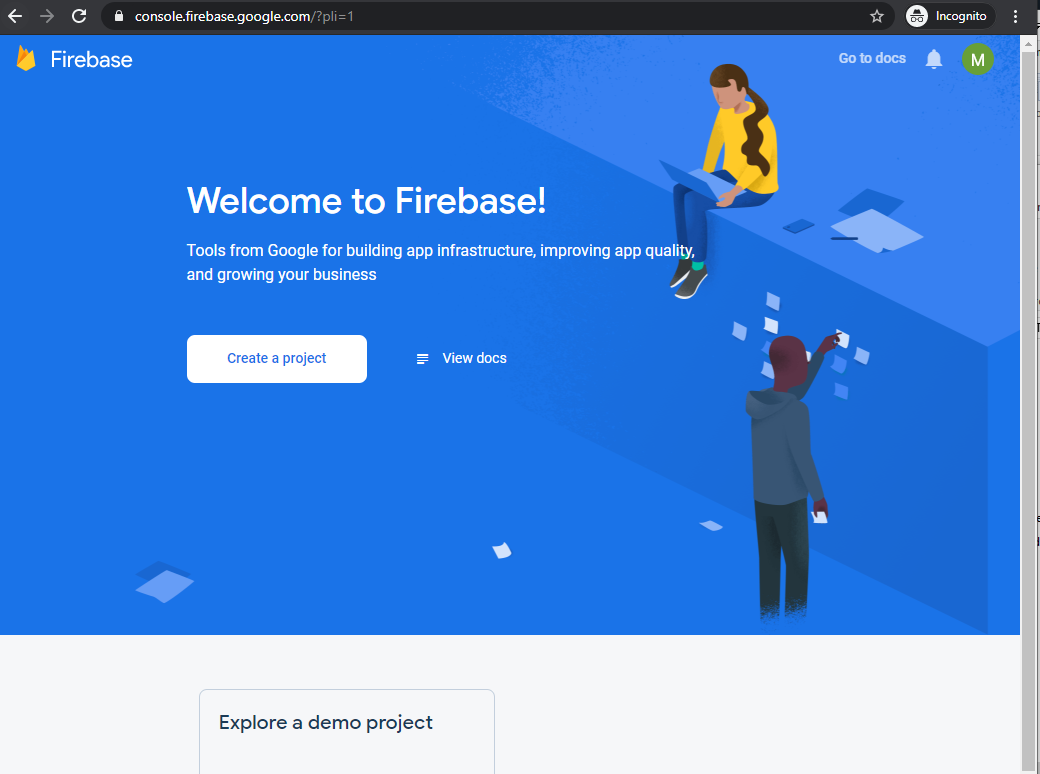 console.firebase.google.com/?pli=1
Incognito
Firebase
Go to docs
M
Welcome to Firebase!
Tools from Google for building app infrastructure, improving app quality,
and growing your business
Create a project
View docs
Explore a demo project